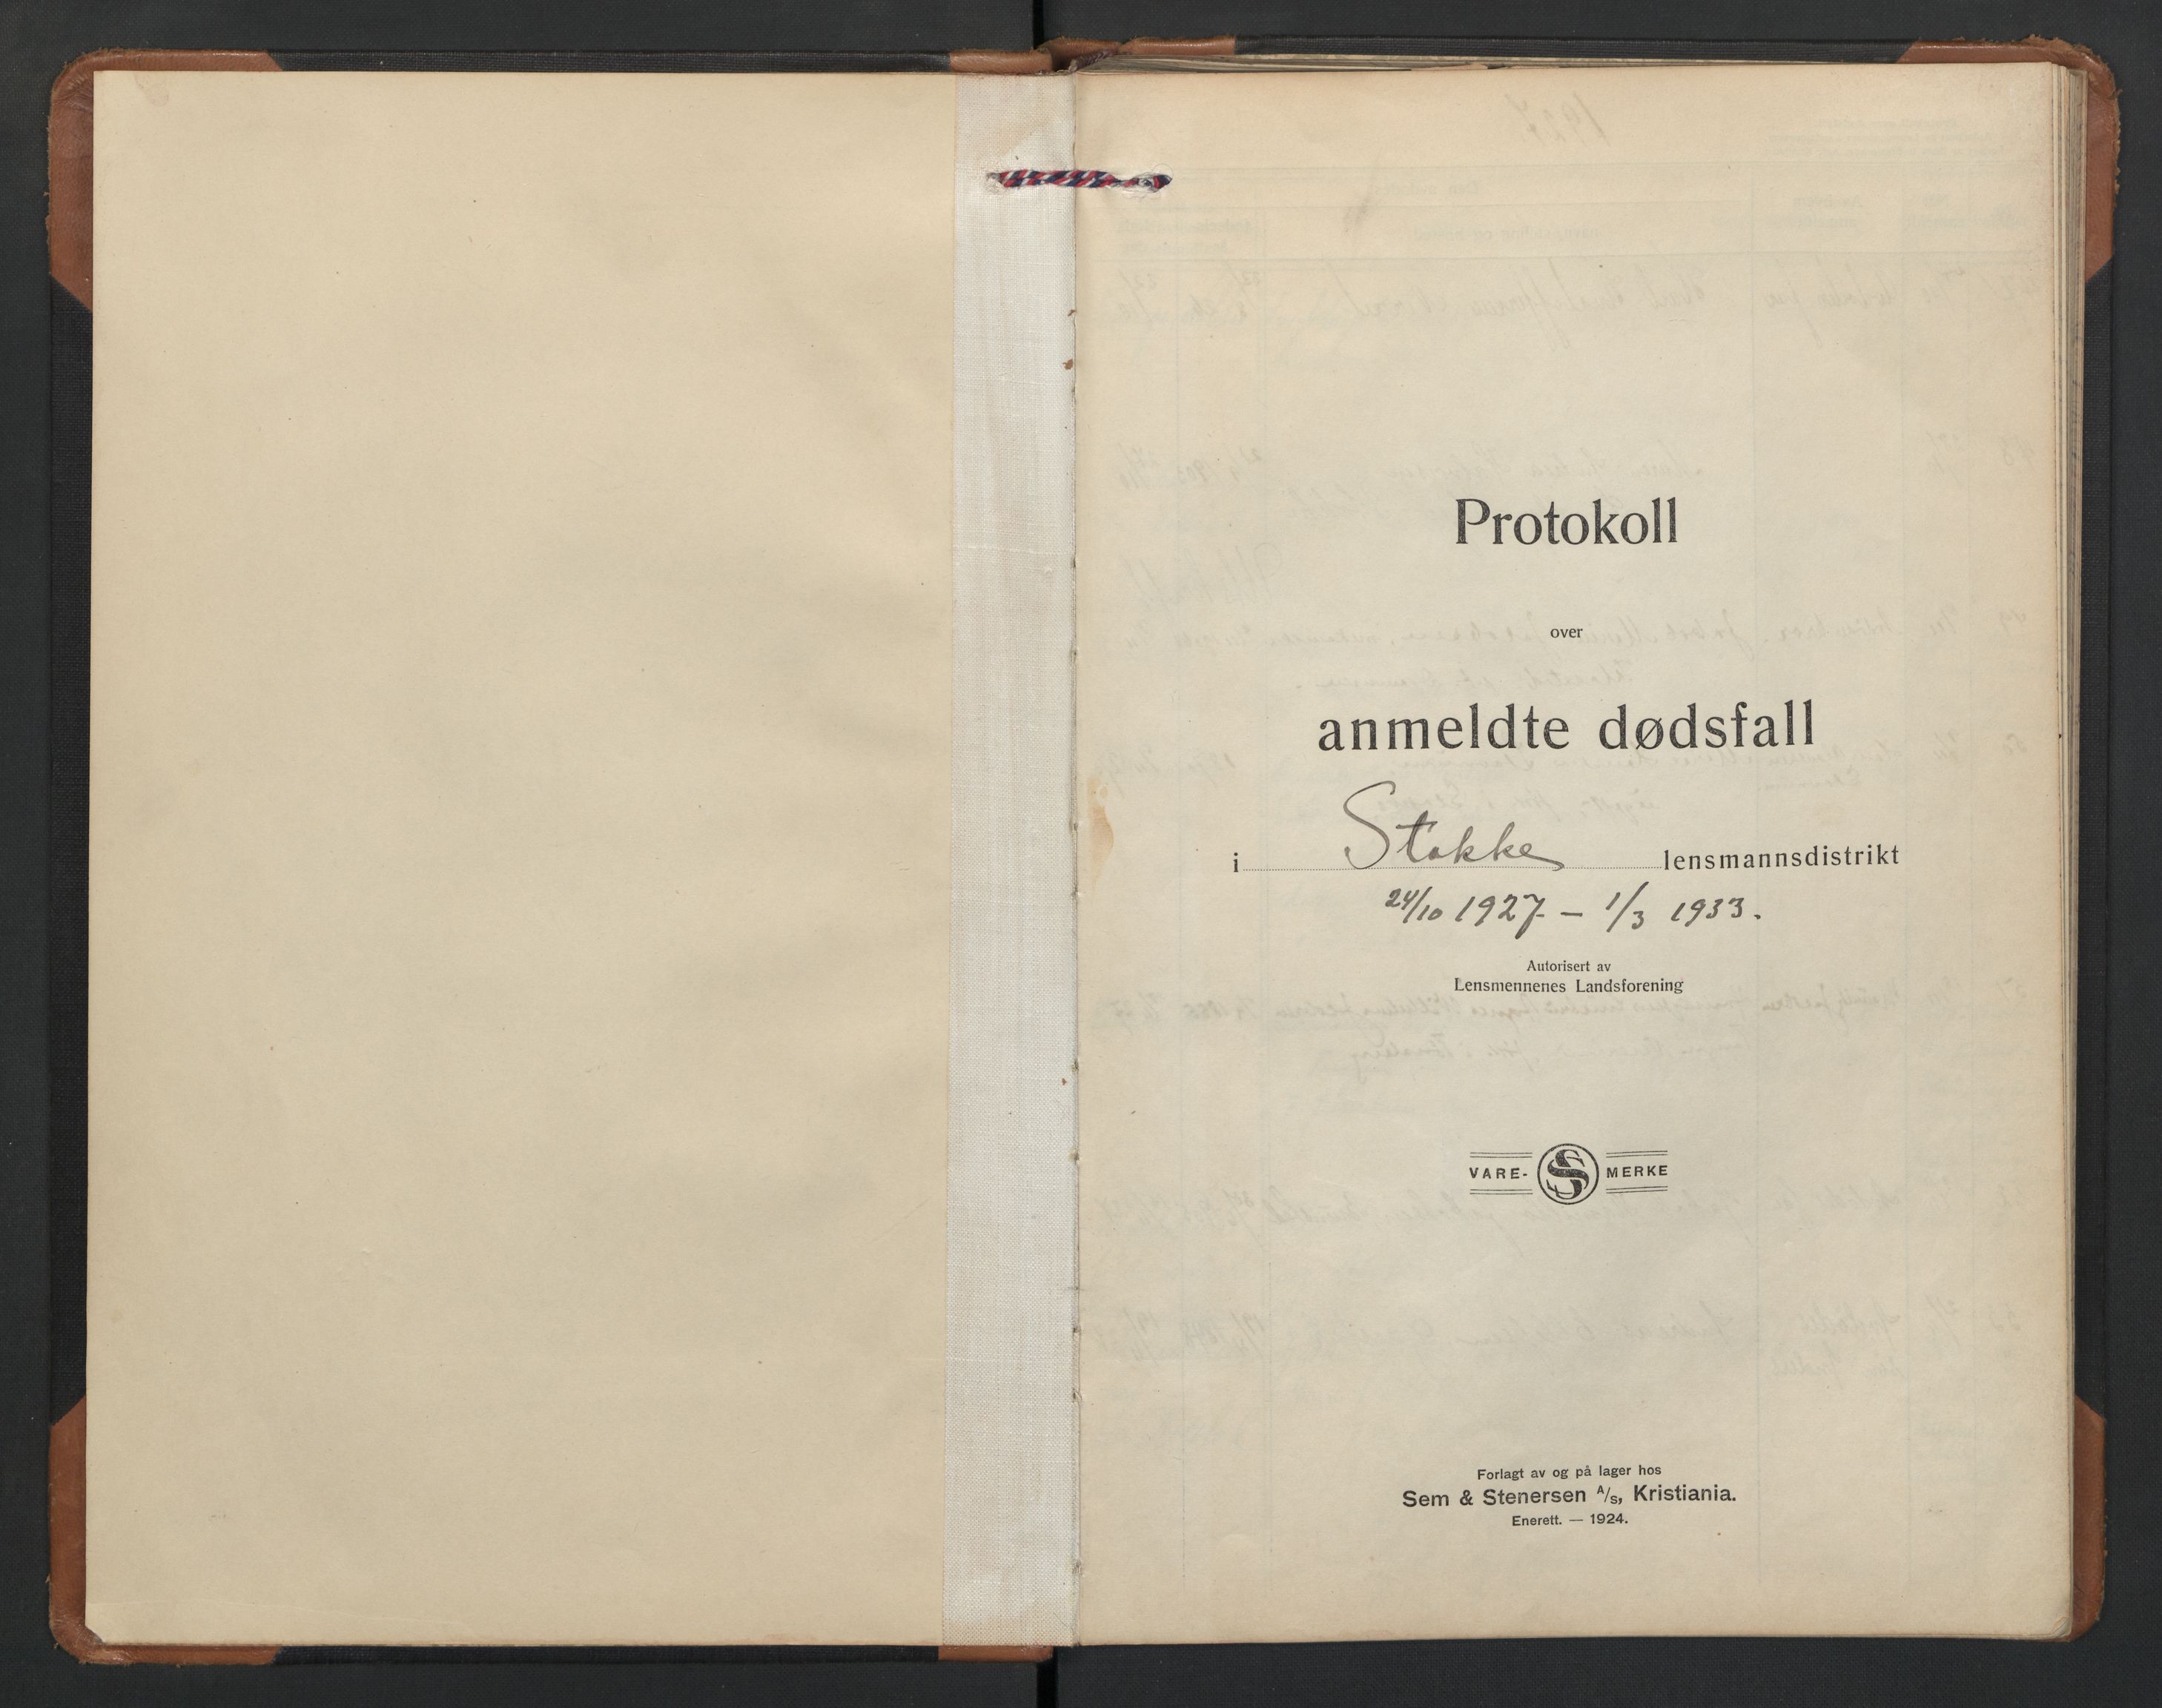 Protokoll
over
anmeldte dødsfall
i Stokke lensmannsdistrikt
24/10 1927 – 1/3 1933.
Autorisert av
Lensmennenes Landsforening
VARE- S MERKE
Forlagt av og på lager hos
Sem & Stenersen A/S, Kristiania.
Enerett. — 1924.